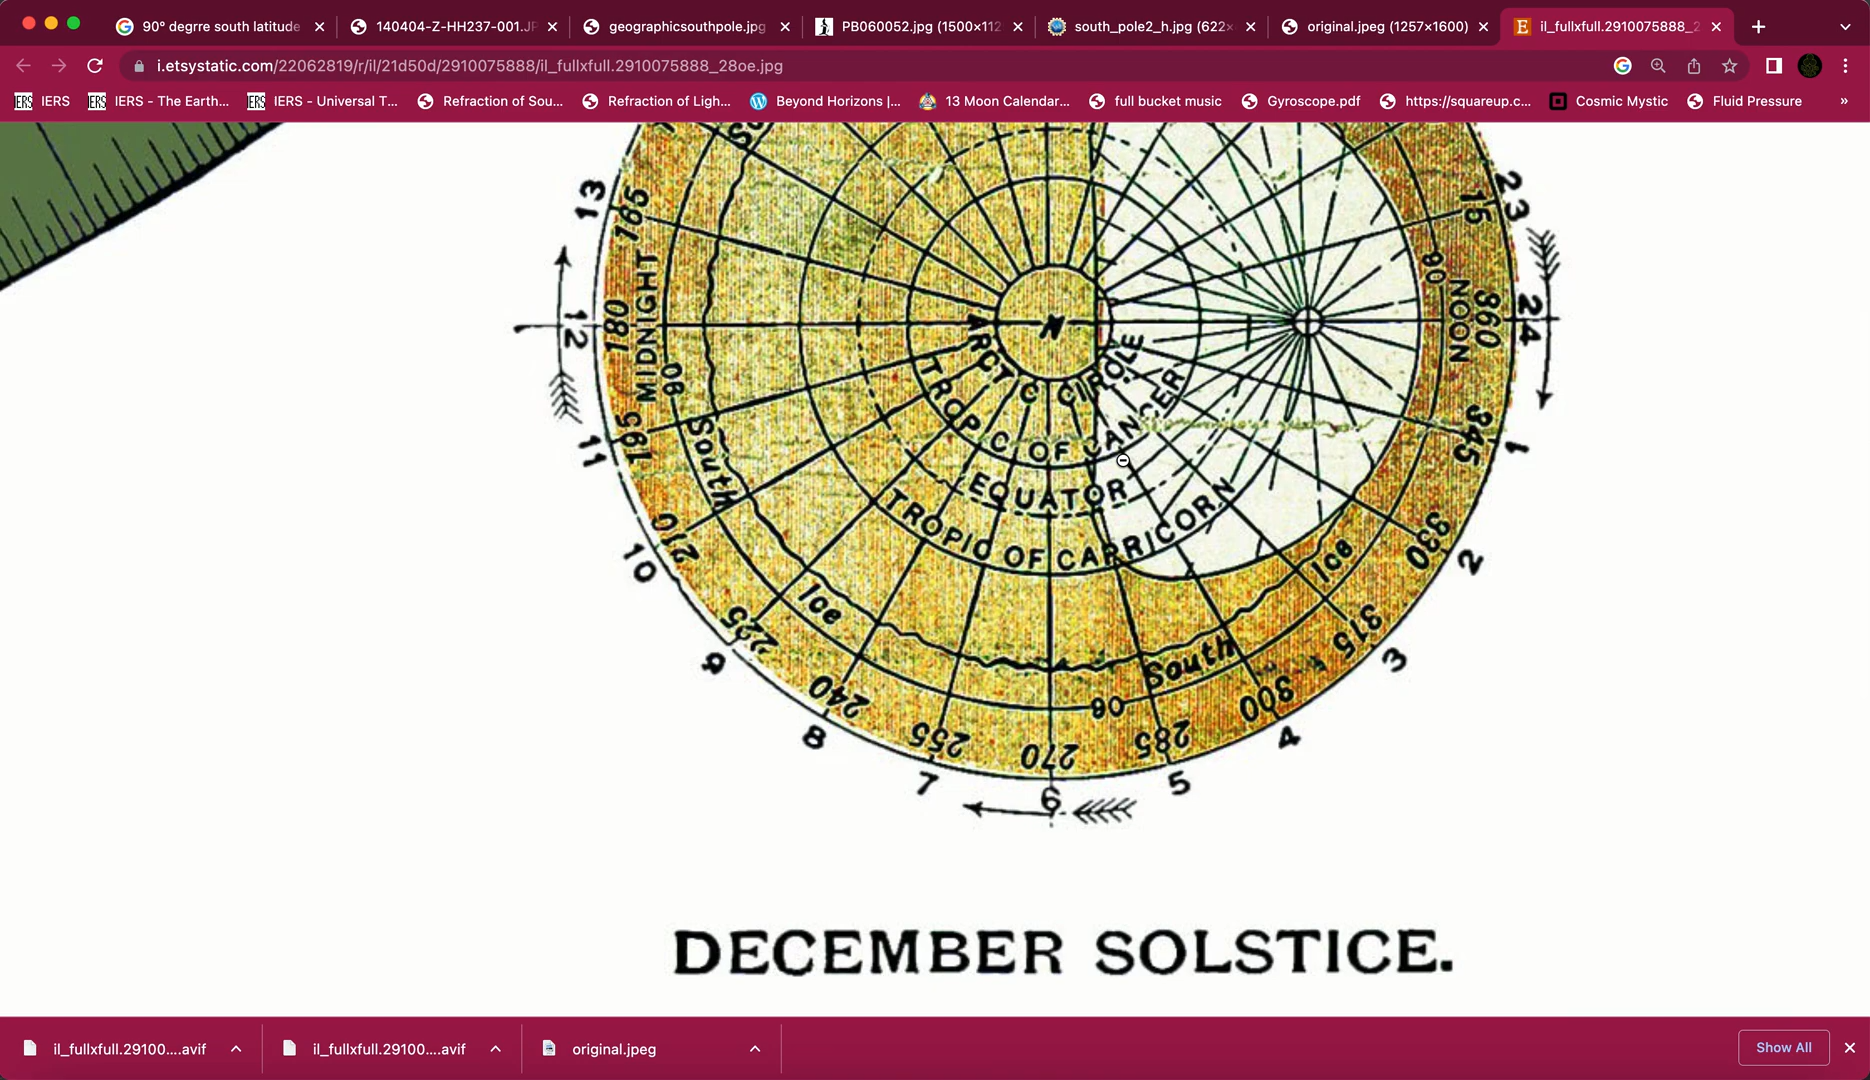 90° degrre south latitude
140404-Z-HH237-001.JP
geographicsouthpole.jpg
PB060052.jpg (1500×112
south_pole2_h.jpg (622×
original.jpeg (1257×1600)
il_fullxfull.2910075888_2
i.etsystatic.com/22062819/r/il/21d50d/2910075888/il_fullxfull.2910075888_28oe.jpg
IERS
IERS - The Earth...
IERS - Universal T...
Refraction of Sou...
Refraction of Ligh...
Beyond Horizons |...
13 Moon Calendar...
full bucket music
Gyroscope.pdf
https://squareup.c...
Cosmic Mystic
Fluid Pressure
»
13
165
MIDNIGHT
180
12
195
11
210
10
225
9
240
8
255
7
270
6
285
5
300
4
315
3
330
2
345
1
360
24
NOON
15
23
90
90
90
N
ARCTIC CIRCLE
TROPIC OF CANCER
EQUATOR
TROPIC OF CAPRICORN
South
Ice
South
Ice
DECEMBER SOLSTICE.
il_fullxfull.29100....avif
il_fullxfull.29100....avif
original.jpeg
Show All